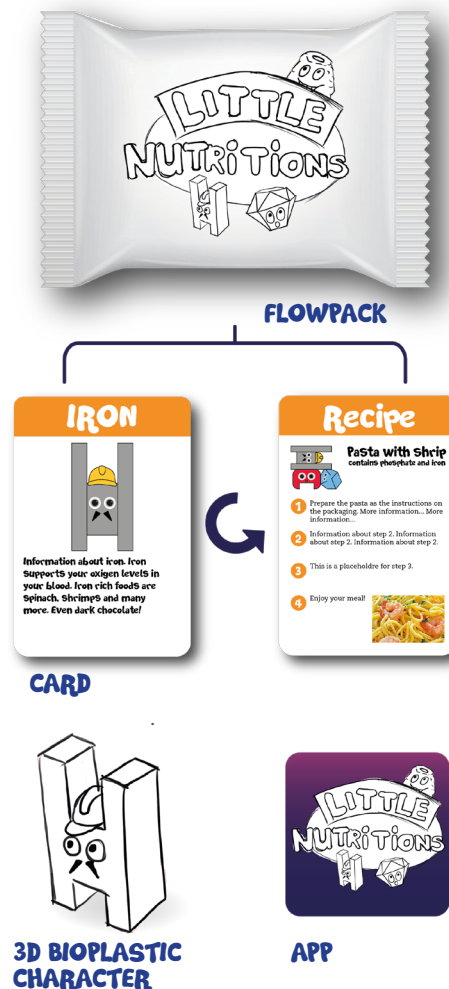 LITTLE
NUTRITIONS
FLOWPACK
IRON
Information about iron. Iron
supports your oxigen levels in
your blood. Iron rich foods are
spinach, shrimps and many
more. Even dark chocolate!
CARD
Recipe
Pasta with Shrip
contains phosphate and iron
1 Prepare the pasta as the instructions on
the packaging. More information... More
information...
2 Information about step 2. Information
about step 2. Information about step 2.
3 This is a placeholdre for step 3.
4 Enjoy your meal!
3D BIOPLASTIC
CHARACTER
LITTLE
NUTRITIONS
APP